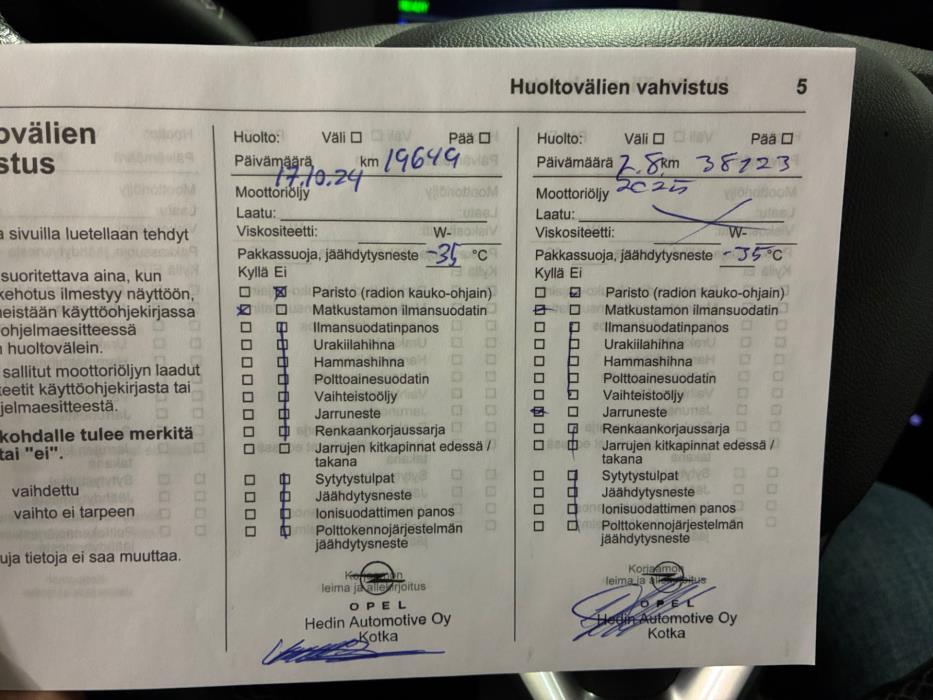 Huoltovälien vahvistus 5
ovälien
stus
a sivuilla luetellaan tehdyt
suoritettava aina, kun
kehotus ilmestyy näyttöön,
neistään käyttöohjekirjassa
ohjelmaesitteessä
n huoltovälein.
sallitut moottoriöljyn laadut
teetit käyttöohjekirjasta tai
jelmaesitteestä.
kohdalle tulee merkitä
tai "ei".
vaihdettu
vaihto ei tarpeen
uja tietoja ei saa muuttaa.
Huolto: Väli ☐ Pää ☐
Päivämäärä km 19649
17.10.24
Moottoriöljy
Laatu:
Viskositeetti: W-
Pakkassuoja, jäähdytysneste -35 °C
Kyllä Ei
Paristo (radion kauko-ohjain)
Matkustamon ilmansuodatin
Ilmansuodatinpanos
Urakiilahihna
Hammashihna
Polttoainesuodatin
Vaihteistoöljy
Jarruneste
Renkaankorjaussarja
Jarrujen kitkapinnat edessä /
takana
Sytytystulpat
Jäähdytysneste
Ionisuodattimen panos
Polttokennojärjestelmän
jäähdytysneste
Korjaamon
leima ja allekirjoitus
OPEL
Hedin Automotive Oy
Kotka
Huolto: Väli ☐ Pää ☐
Päivämäärä 7.8. km 38123
2025
Moottoriöljy
Laatu:
Viskositeetti: W-
Pakkassuoja, jäähdytysneste -35 °C
Kyllä Ei
Paristo (radion kauko-ohjain)
Matkustamon ilmansuodatin
Ilmansuodatinpanos
Urakiilahihna
Hammashihna
Polttoainesuodatin
Vaihteistoöljy
Jarruneste
Renkaankorjaussarja
Jarrujen kitkapinnat edessä /
takana
Sytytystulpat
Jäähdytysneste
Ionisuodattimen panos
Polttokennojärjestelmän
jäähdytysneste
Korjaamon
leima ja allekirjoitus
OPEL
Hedin Automotive Oy
Kotka